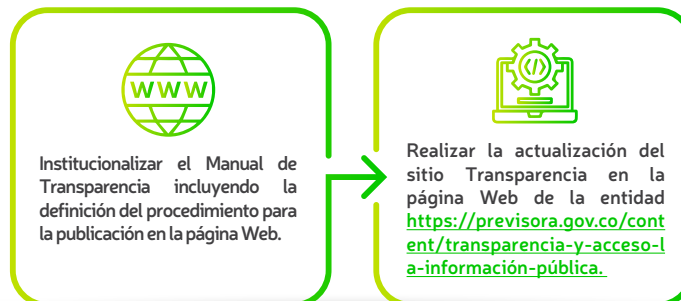 WWW
Institucionalizar el Manual de
Transparencia incluyendo la
definición del procedimiento para
la publicación en la página Web.
</>
Realizar la actualización del
sitio Transparencia en la
página Web de la entidad
https://previsora.gov.co/cont
ent/transparencia-y-acceso-l
a-información-pública.